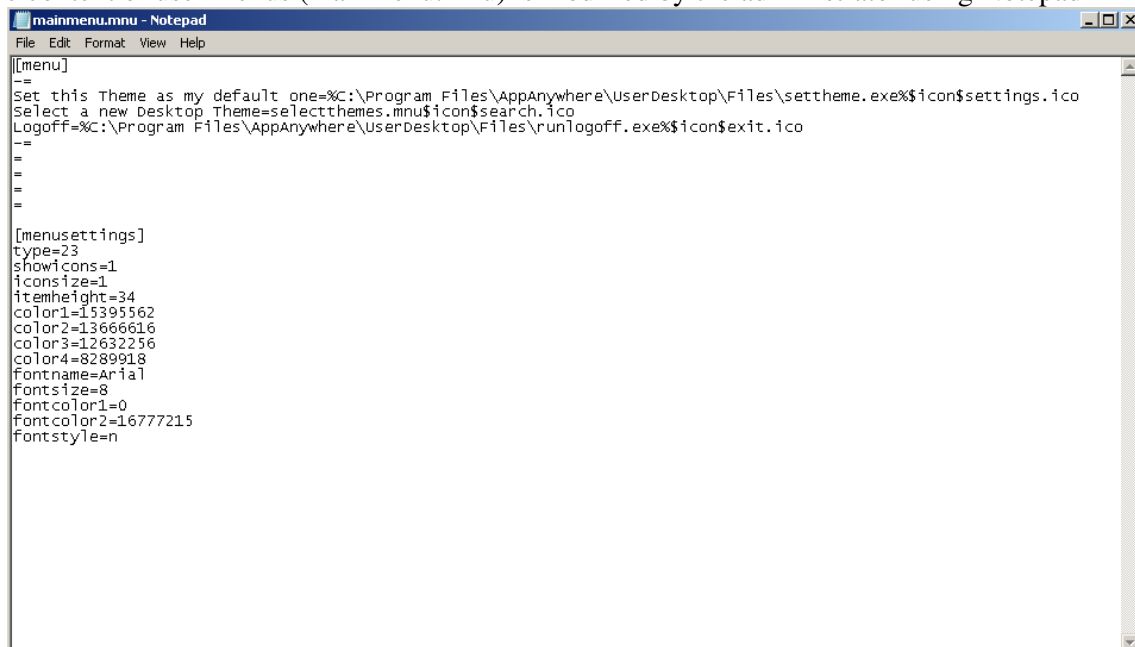 mainmenu.mnu - Notepad
File Edit Format View Help
[menu]
-=
Set this Theme as my default one=%C:\Program Files\AppAnywhere\UserDesktop\Files\settheme.exe%$icon$settings.ico
Select a new Desktop Theme=selectthemes.mnu$icon$search.ico
Logoff=%C:\Program Files\AppAnywhere\UserDesktop\Files\runlogoff.exe%$icon$exit.ico
-=
=
=
=
=
[menusettings]
type=23
showicons=1
iconsize=1
itemheight=34
color1=15395562
color2=13666616
color3=12632256
color4=8289918
fontname=Arial
fontsize=8
fontcolor1=0
fontcolor2=16777215
fontstyle=n